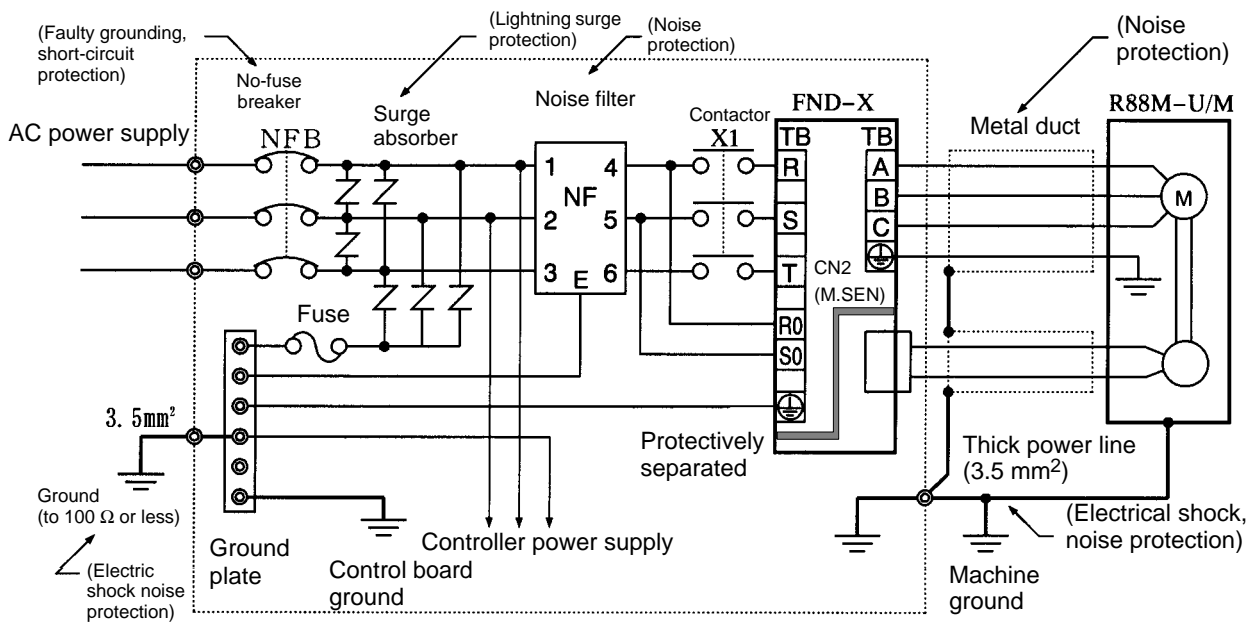 (Faulty grounding,
short-circuit
protection)
(Lightning surge
protection)
(Noise
protection)
(Noise
protection)
No-fuse
breaker
Surge
absorber
Noise filter
Contactor
X1
FND-X
Metal duct
R88M-U/M
AC power supply
NFB
TB
TB
1
4
R
A
NF
B
M
2
5
S
C
3
6
T
E
CN2
(M.SEN)
Fuse
R0
S0
3.5mm²
Protectively
separated
Thick power line
(3.5 mm²)
Ground
(to 100 Ω or less)
(Electric
shock noise
protection)
Ground
plate
Control board
ground
Controller power supply
Machine
ground
(Electrical shock,
noise protection)